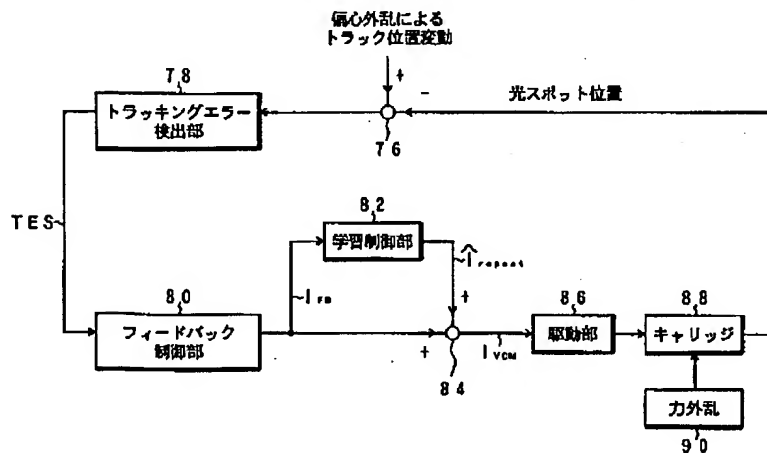 偏心外乱による
トラック位置変動
+
−
光スポット位置
78
トラッキングエラー
検出部
76
TES
82
学習制御部
Îrepeat
IFB
+
80
フィードバック
制御部
+
84
IVCM
86
駆動部
88
キャリッジ
力外乱
90